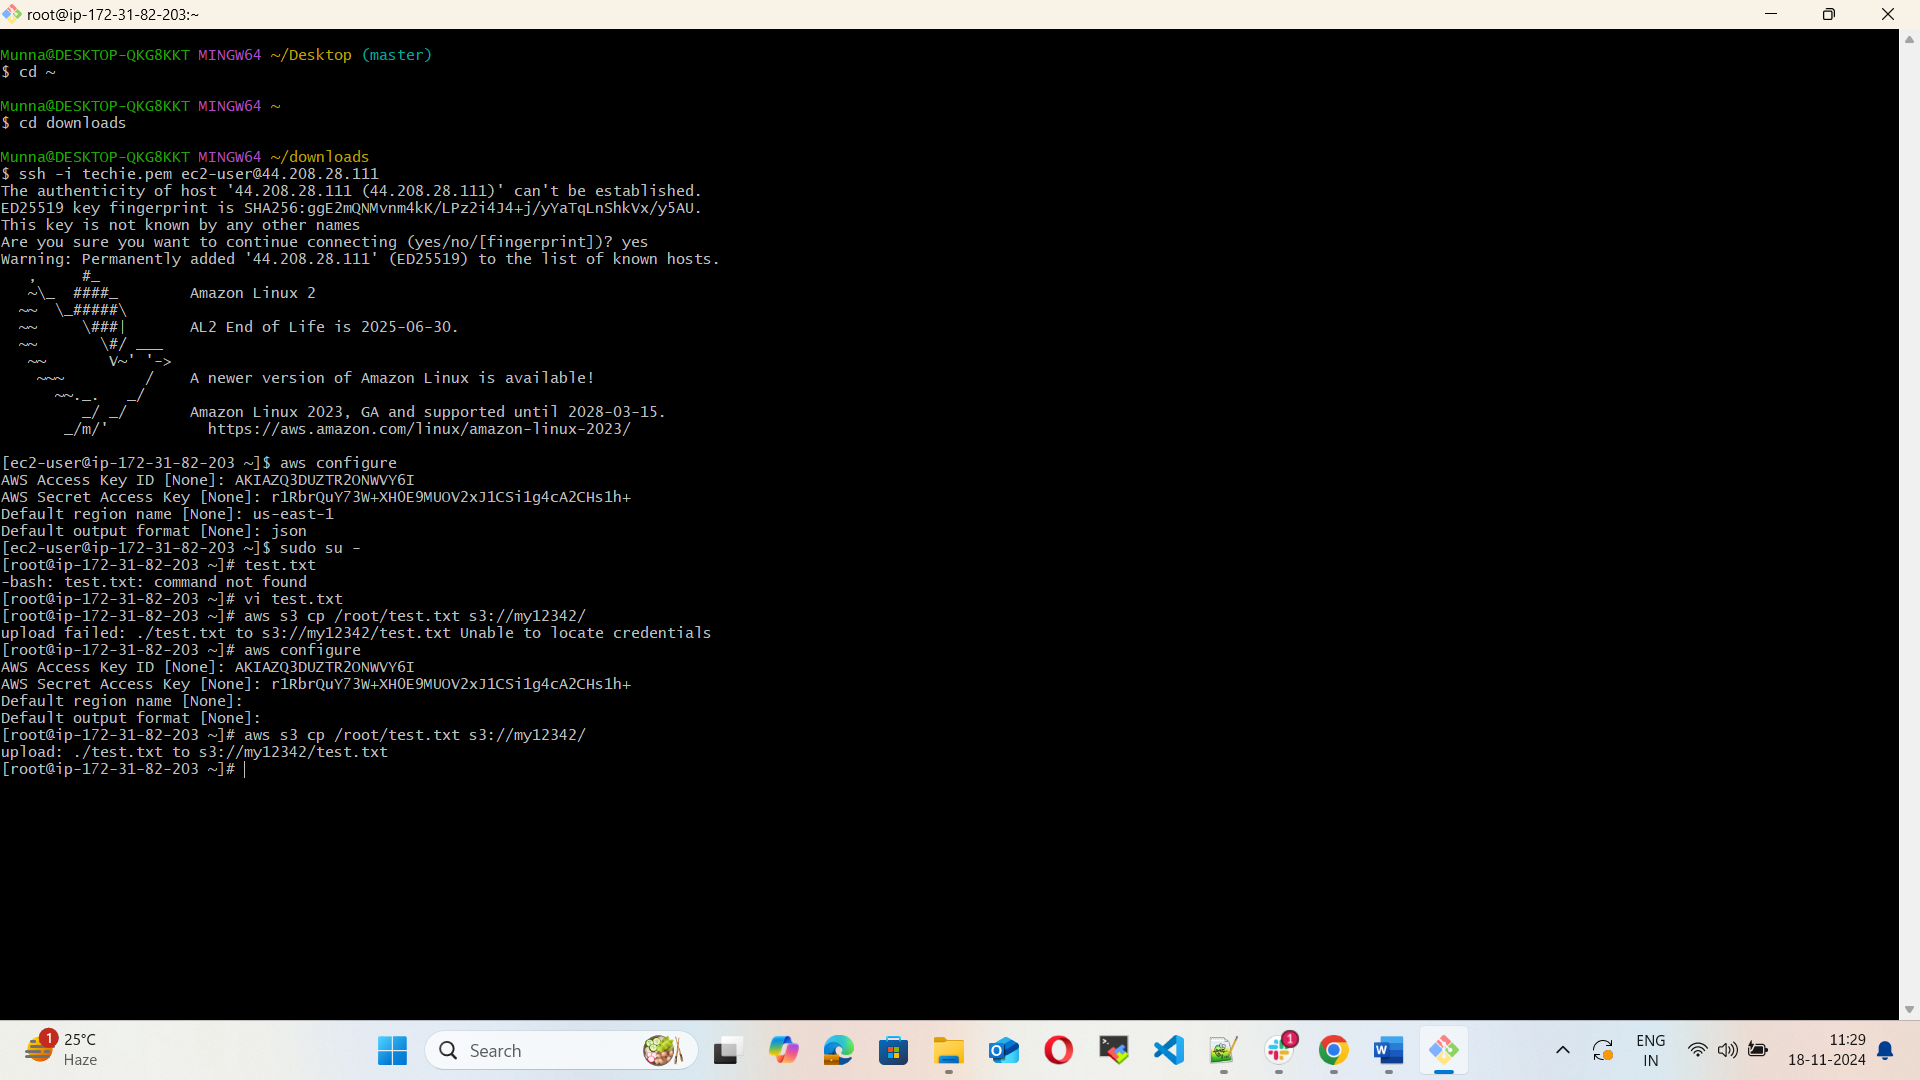 root@ip-172-31-82-203:~
Munna@DESKTOP-QKG8KKT MINGW64 ~/Desktop (master)
$ cd ~
Munna@DESKTOP-QKG8KKT MINGW64 ~
$ cd downloads
Munna@DESKTOP-QKG8KKT MINGW64 ~/downloads
$ ssh -i techie.pem ec2-user@44.208.28.111
The authenticity of host '44.208.28.111 (44.208.28.111)' can't be established.
ED25519 key fingerprint is SHA256:ggE2mQNMvnm4kK/LPz2i4J4+j/yYaTqLnShkVx/y5AU.
This key is not known by any other names
Are you sure you want to continue connecting (yes/no/[fingerprint])? yes
Warning: Permanently added '44.208.28.111' (ED25519) to the list of known hosts.
   ,     #_
   ~\_  ####_        Amazon Linux 2
  ~~  \_#####\
  ~~     \###|       AL2 End of Life is 2025-06-30.
  ~~       \#/ ___
   ~~       V~' '->
    ~~~         /    A newer version of Amazon Linux is available!
      ~~._.   _/
         _/ _/       Amazon Linux 2023, GA and supported until 2028-03-15.
       _/m/'           https://aws.amazon.com/linux/amazon-linux-2023/
[ec2-user@ip-172-31-82-203 ~]$ aws configure
AWS Access Key ID [None]: AKIAZQ3DUZTR2ONWVY6I
AWS Secret Access Key [None]: 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
Default region name [None]: us-east-1
Default output format [None]: json
[ec2-user@ip-172-31-82-203 ~]$ sudo su -
[root@ip-172-31-82-203 ~]# test.txt
-bash: test.txt: command not found
[root@ip-172-31-82-203 ~]# vi test.txt
[root@ip-172-31-82-203 ~]# aws s3 cp /root/test.txt s3://my12342/
upload failed: ./test.txt to s3://my12342/test.txt Unable to locate credentials
[root@ip-172-31-82-203 ~]# aws configure
AWS Access Key ID [None]: AKIAZQ3DUZTR2ONWVY6I
AWS Secret Access Key [None]: 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
Default region name [None]:
Default output format [None]:
[root@ip-172-31-82-203 ~]# aws s3 cp /root/test.txt s3://my12342/
upload: ./test.txt to s3://my12342/test.txt
[root@ip-172-31-82-203 ~]#
1
25°C
Haze
Search
1
ENG
IN
11:29
18-11-2024